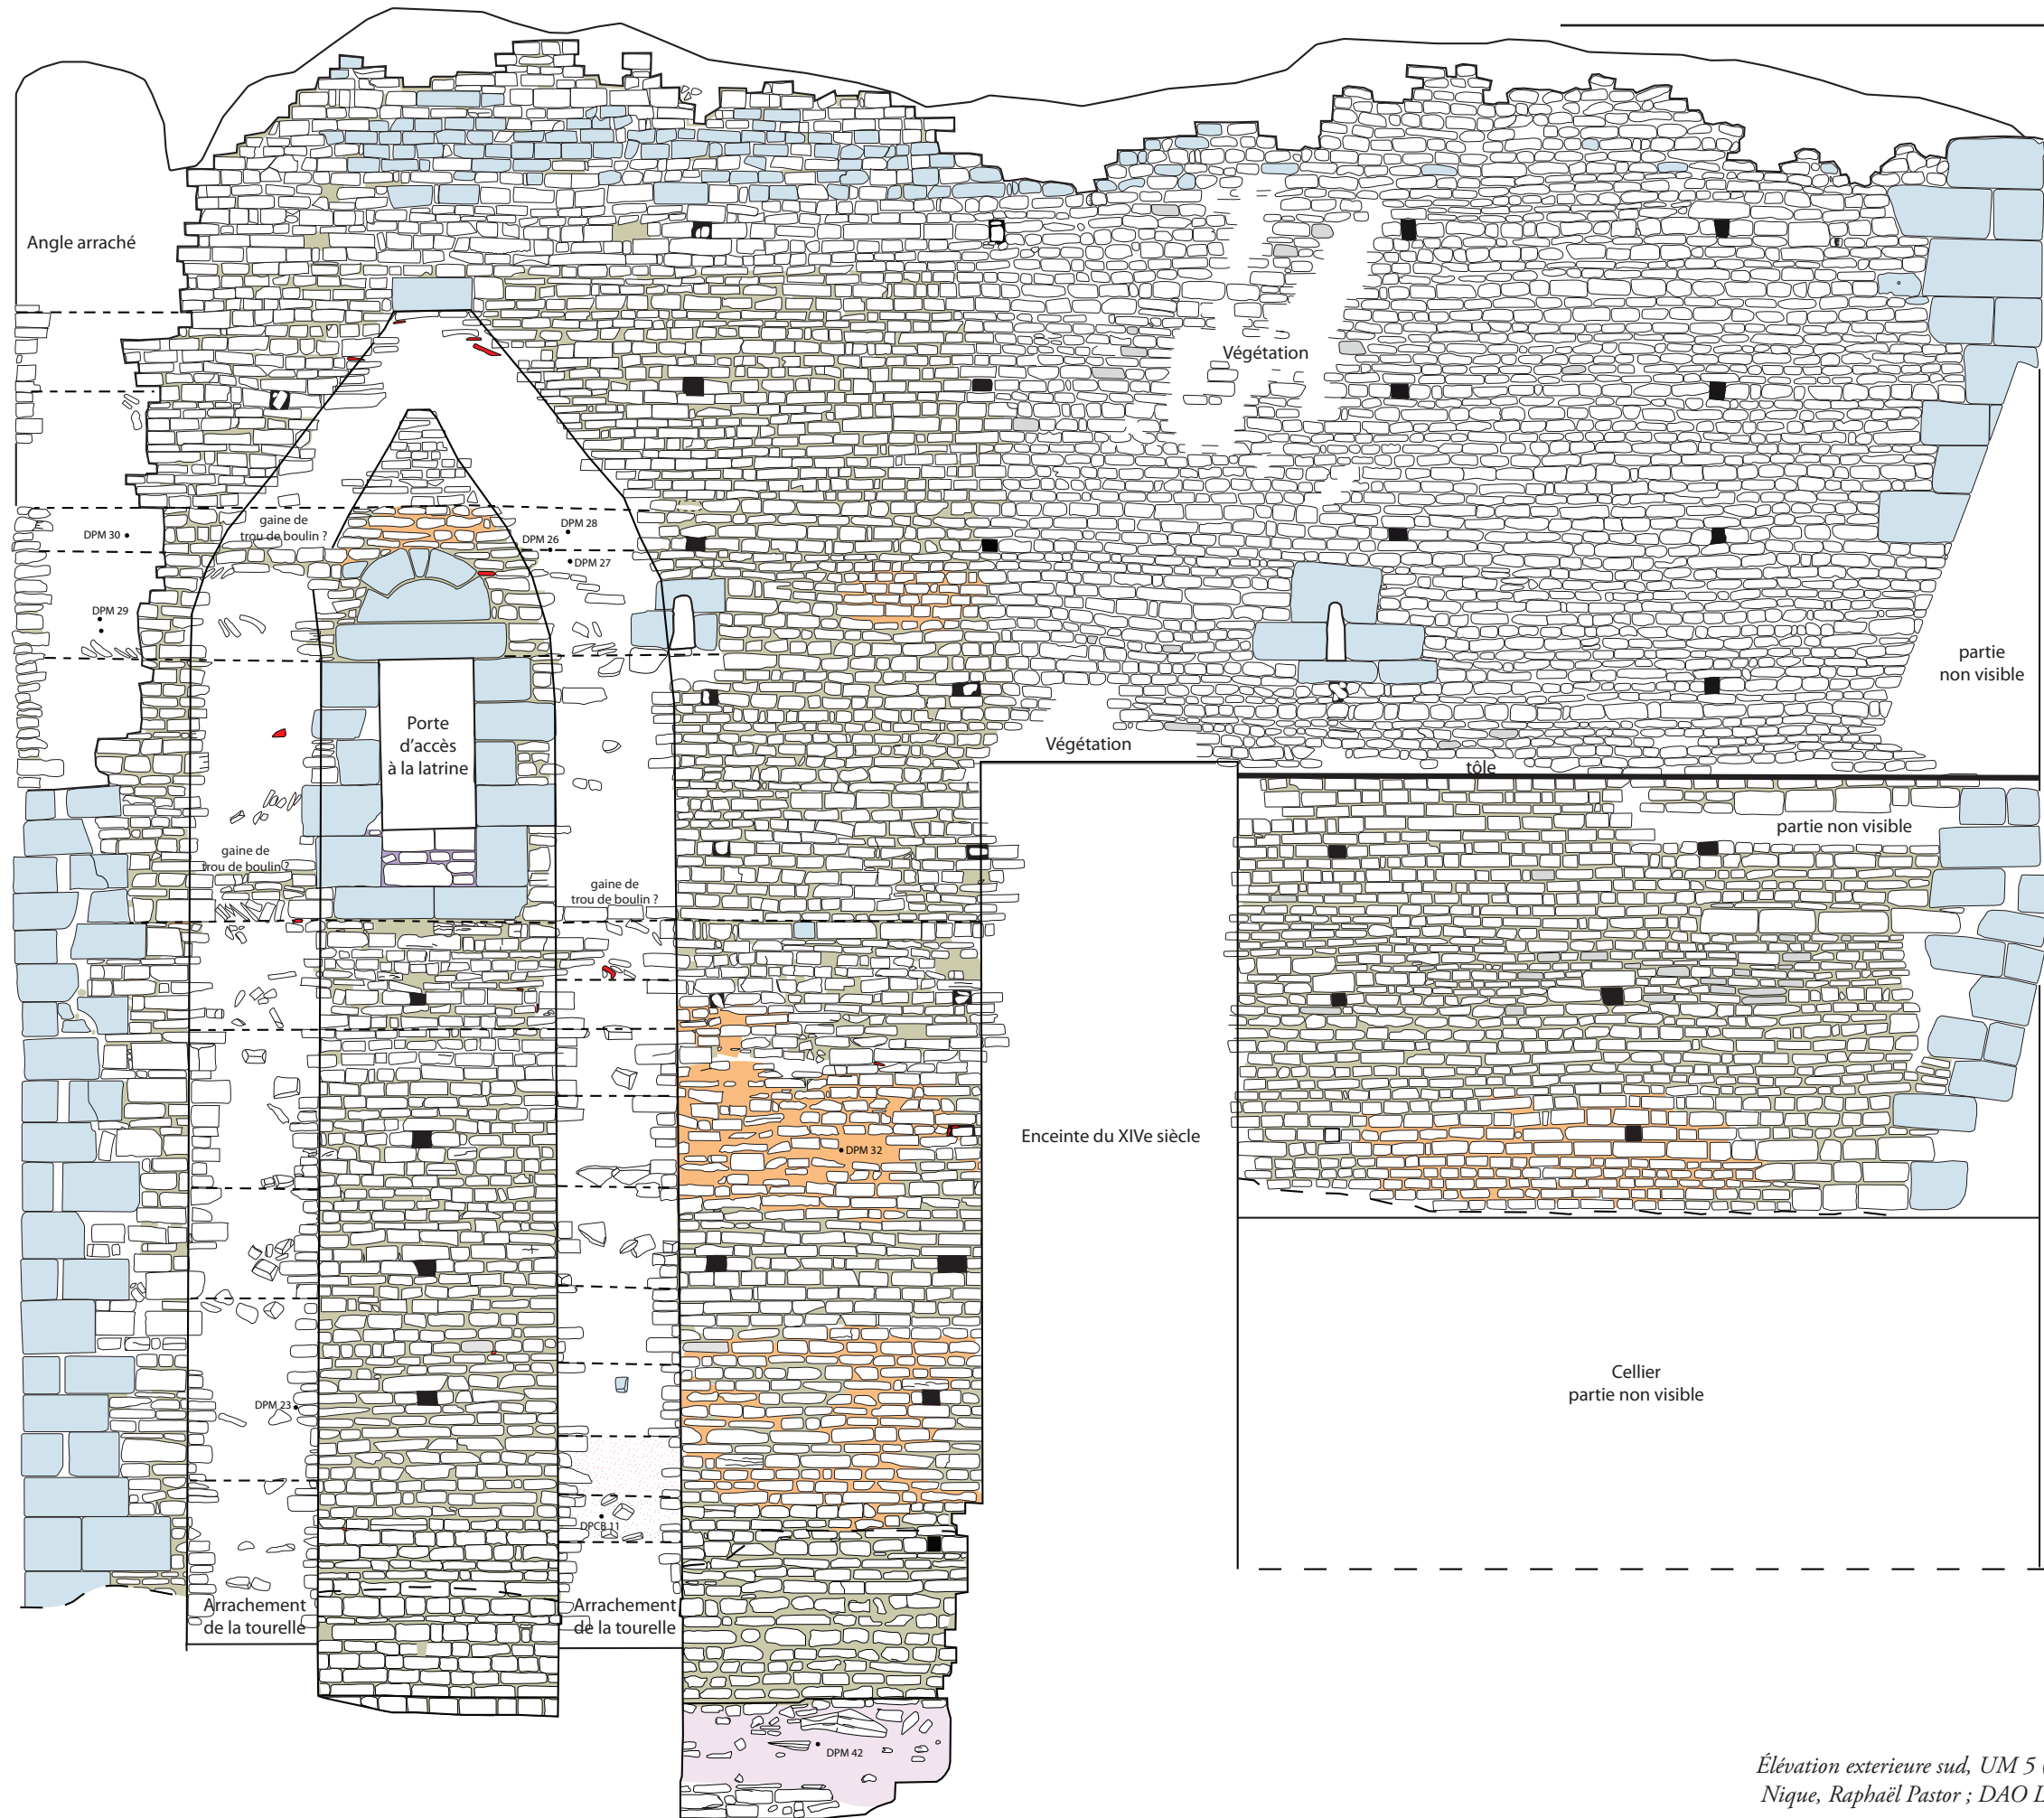 Angle arraché
Végétation
gaine de
trou de boulin ?
DPM 30
DPM 28
DPM 26
DPM 27
DPM 29
partie
non visible
Porte
d’accès
à la latrine
Végétation
tôle
partie non visible
gaine de
trou de boulin ?
gaine de
trou de boulin ?
Enceinte du XIVe siècle
DPM 32
Cellier
partie non visible
DPM 23
DPCB 11
Arrachement
de la tourelle
Arrachement
de la tourelle
DPM 42
Élévation exterieure sud, UM 5 (
Nique, Raphaël Pastor ; DAO